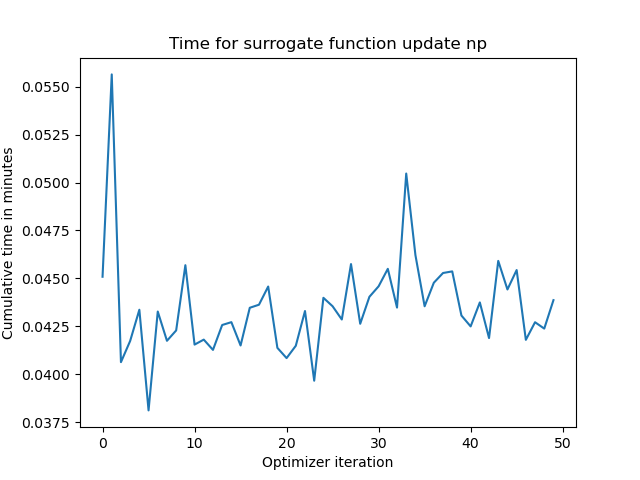 Time for surrogate function update np
Cumulative time in minutes
0.0550
0.0525
0.0500
0.0475
0.0450
0.0425
0.0400
0.0375
0 10 20 30 40 50
Optimizer iteration